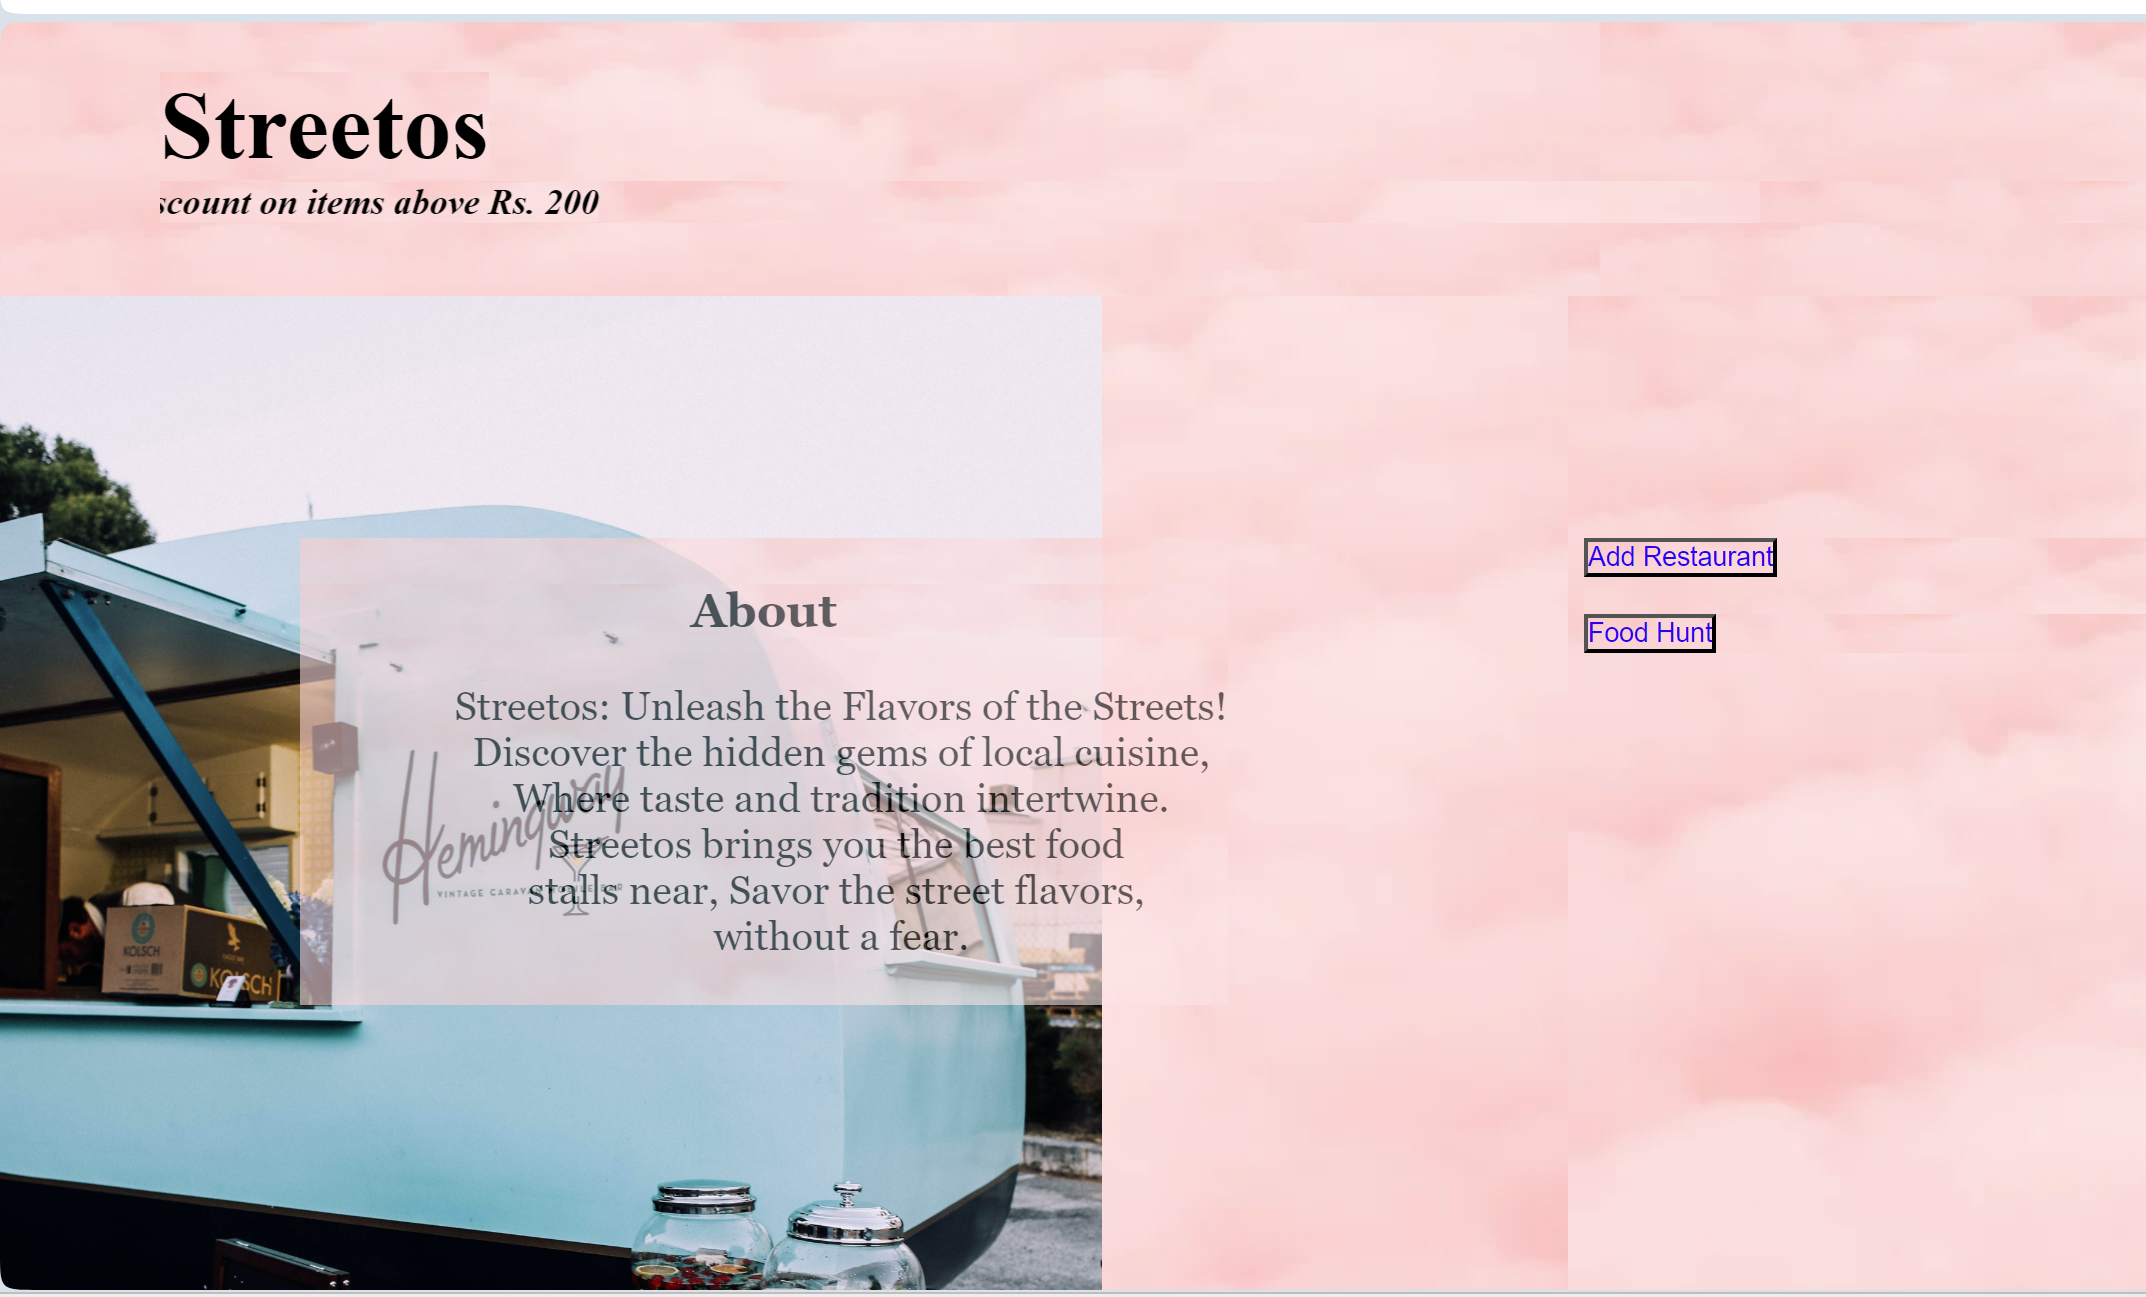 Streetos
scount on items above Rs. 200
About
Streetos: Unleash the Flavors of the Streets!
Discover the hidden gems of local cuisine,
Where taste and tradition intertwine.
Streetos brings you the best food
stalls near, Savor the street flavors,
without a fear.
Add Restaurant
Food Hunt
Hemingway
VINTAGE CARAVAN MOBILE BAR
KOLSCH
KOLSCH